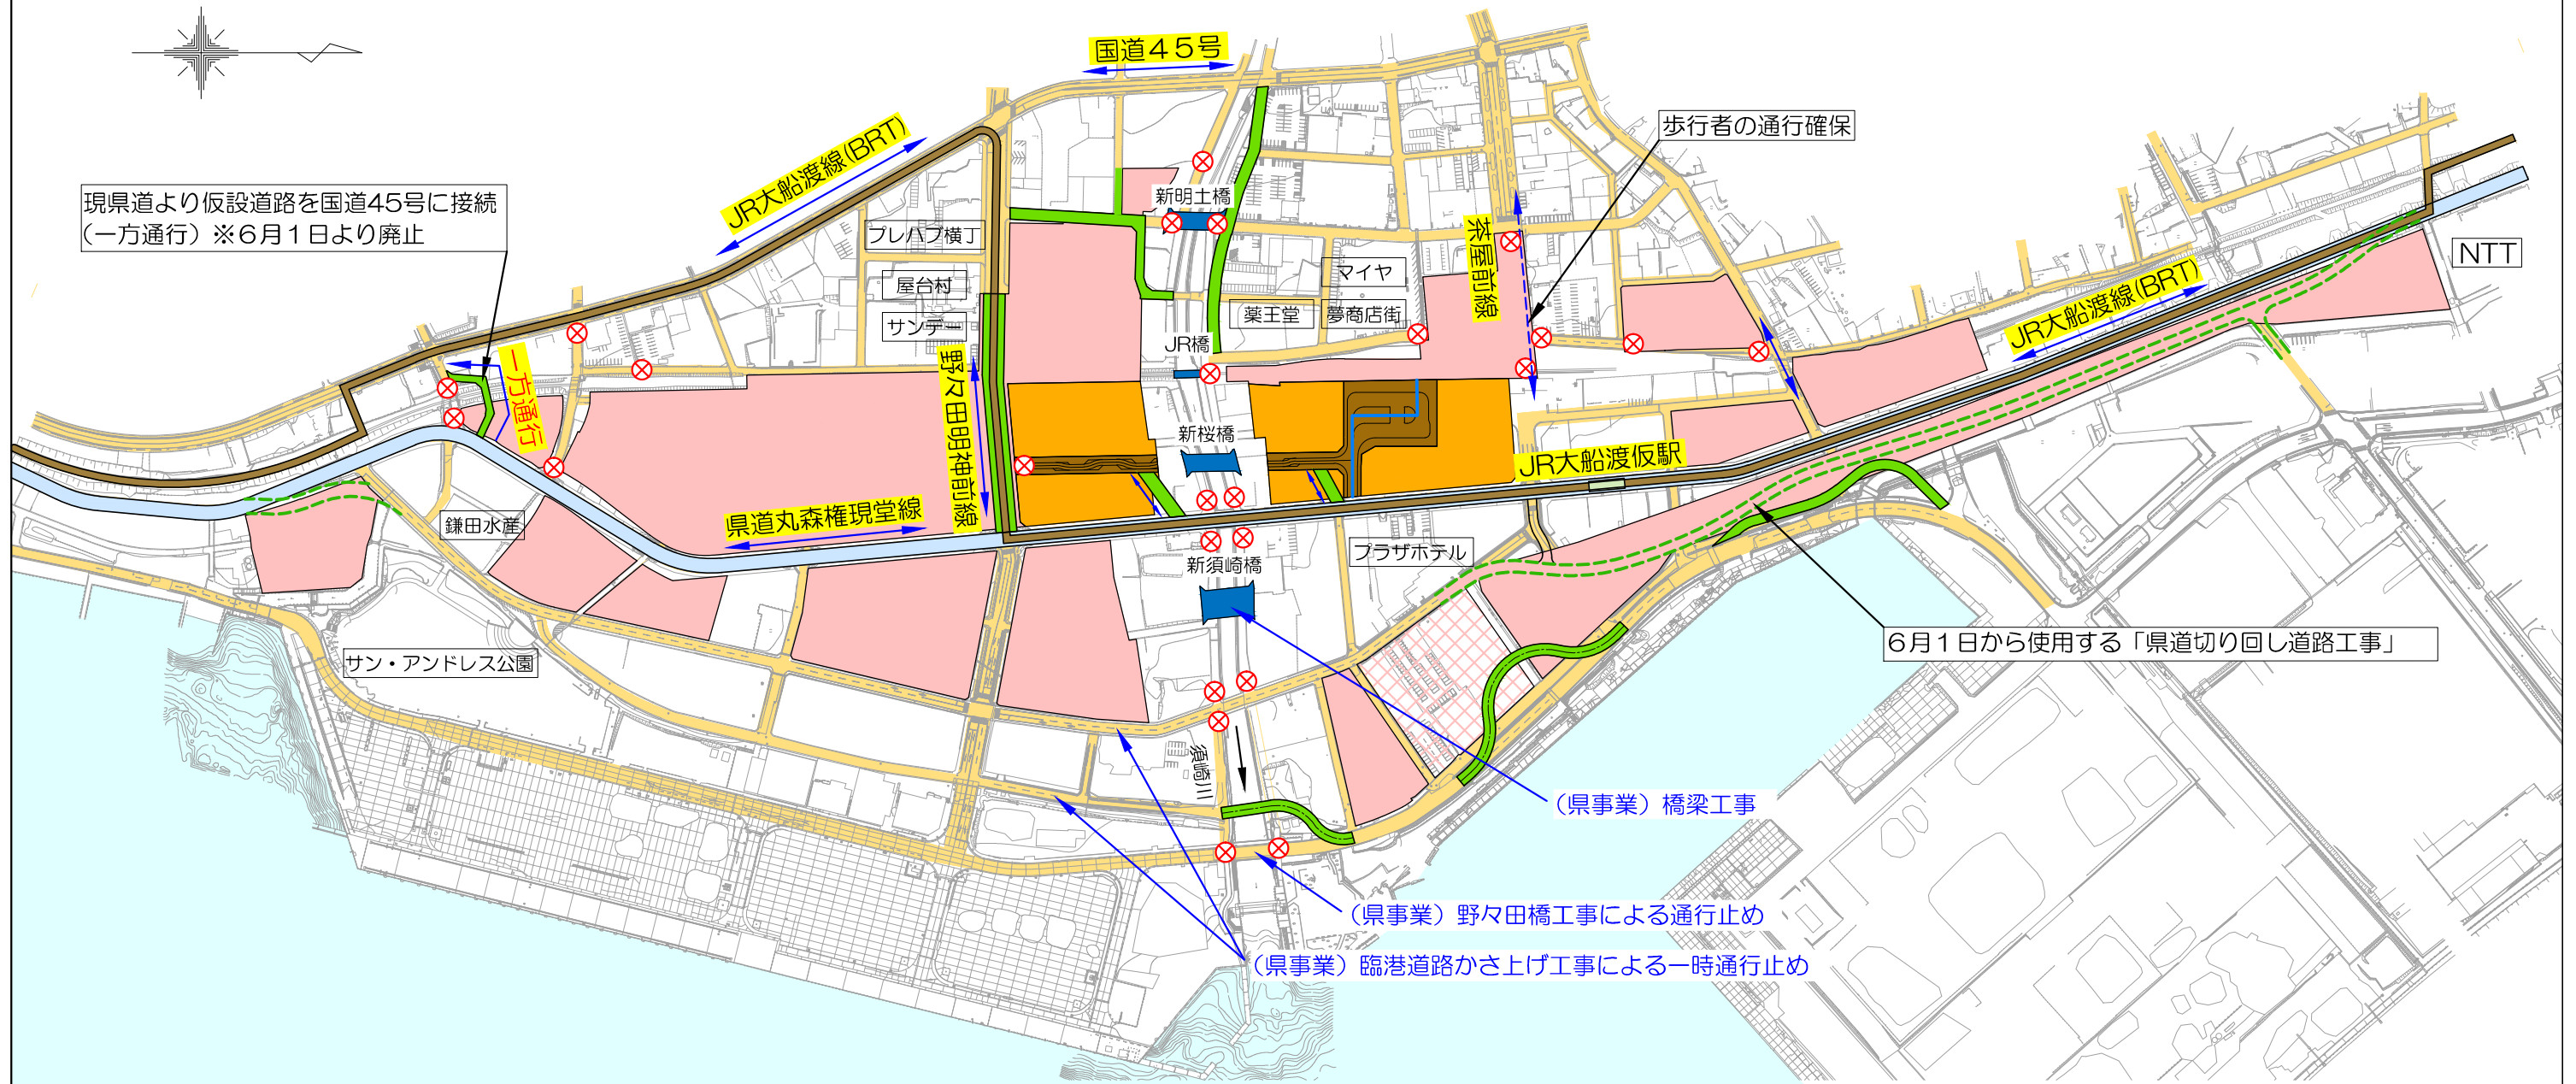 国道45号
JR大船渡線(BRT)
歩行者の通行確保
現県道より仮設道路を国道45号に接続
(一方通行)※6月1日より廃止
新明土橋
プレハブ横丁
茶屋前線
NTT
マイヤ
屋台村
薬王堂
夢商店街
サンデー
JR大船渡線(BRT)
JR橋
一方通行
野々田明神前線
新桜橋
JR大船渡仮駅
県道丸森権現堂線
鎌田水産
プラザホテル
新須崎橋
6月1日から使用する「県道切り回し道路工事」
サン・アンドレス公園
須崎川
(県事業)橋梁工事
(県事業)野々田橋工事による通行止め
(県事業)臨港道路かさ上げ工事による一時通行止め